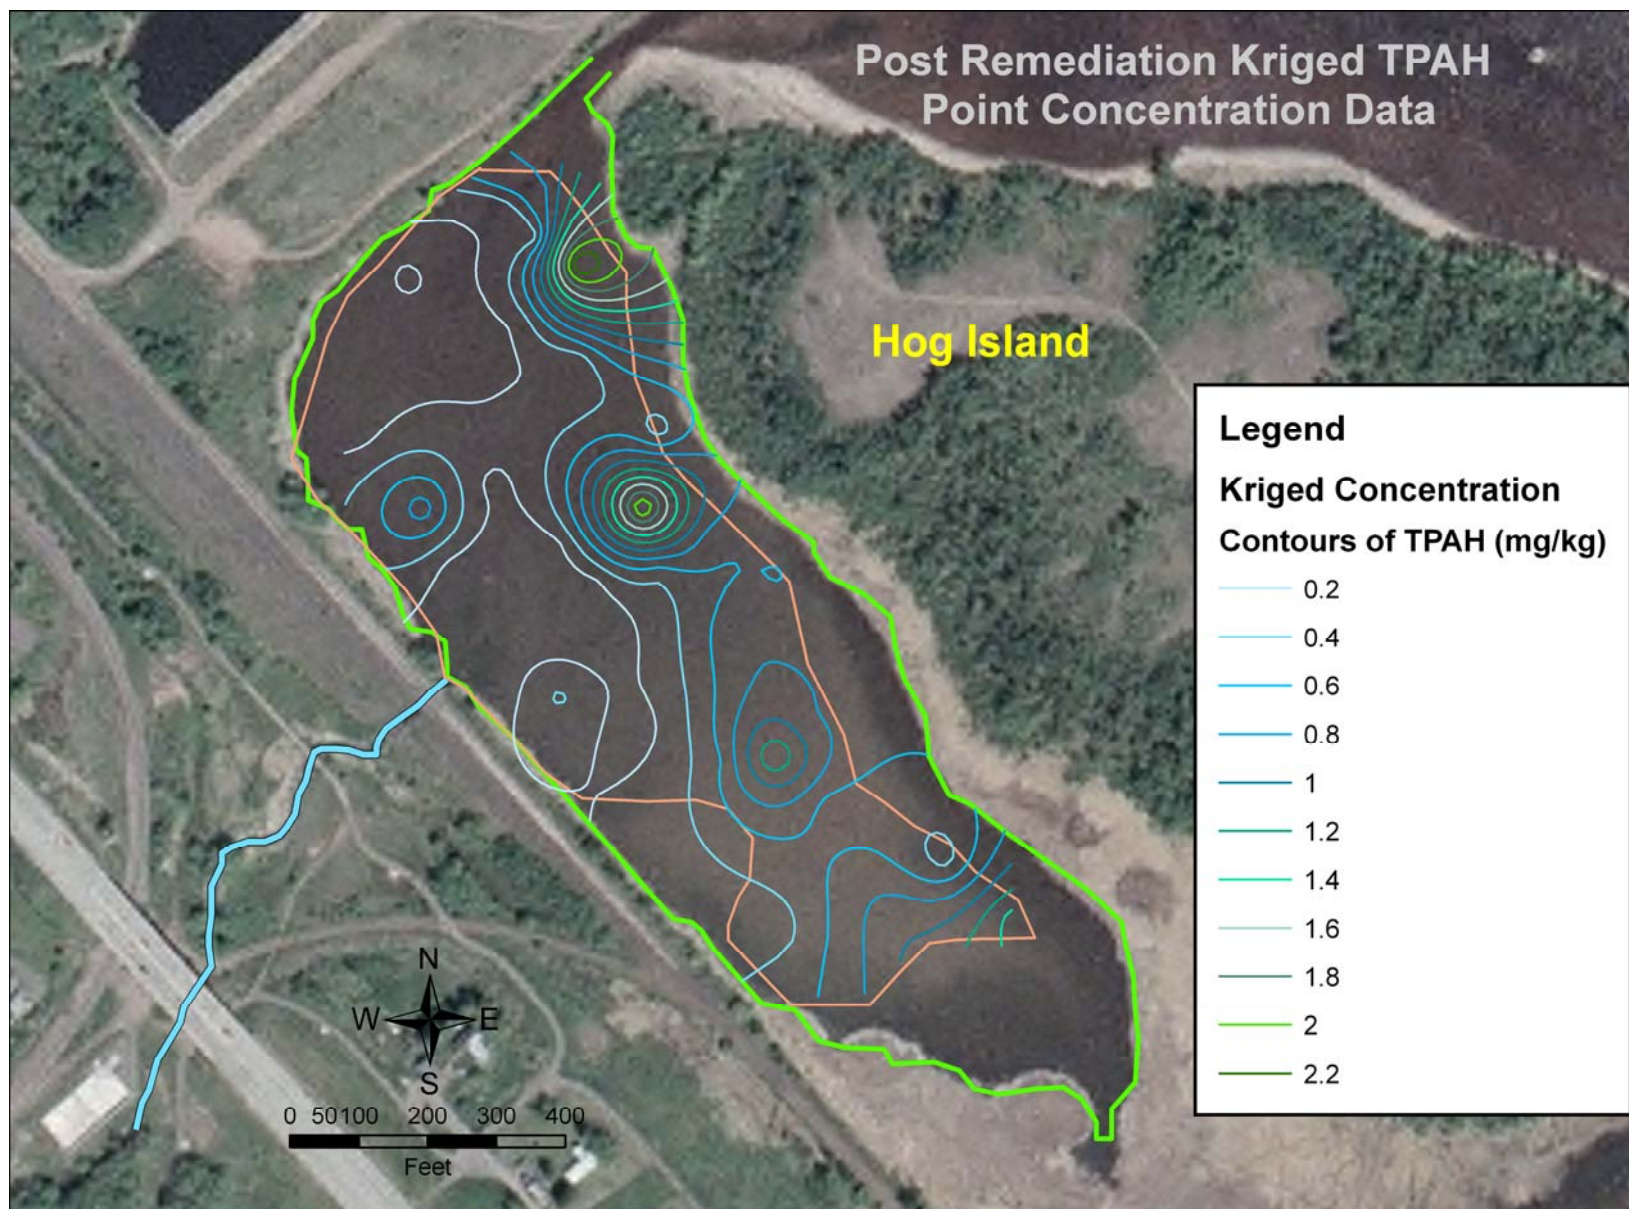 Post Remediation Kriged TPAH
Point Concentration Data
Hog Island
Legend
Kriged Concentration
Contours of TPAH (mg/kg)
0.2
0.4
0.6
0.8
1
1.2
1.4
1.6
1.8
2
2.2
N
W E
S
0 50 100 200 300 400
Feet